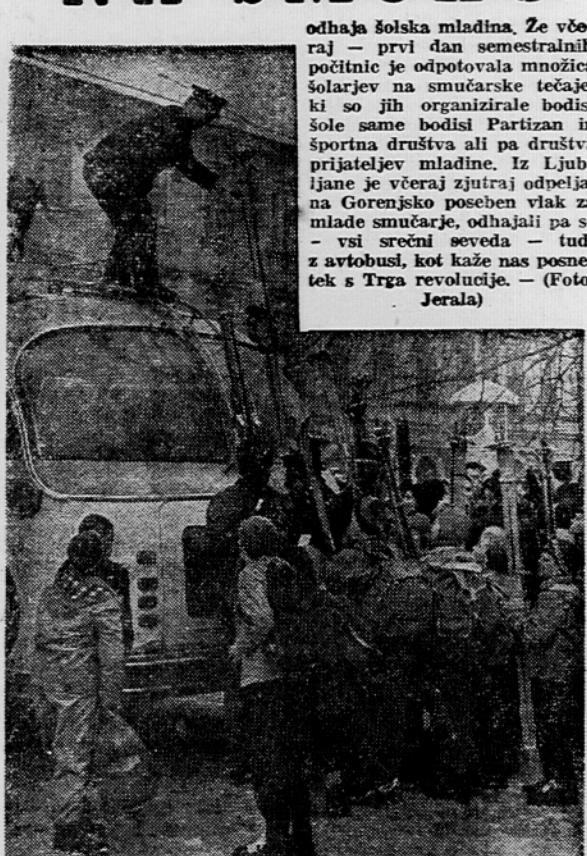 odhaja šolska mladina. Že vče-
raj — prvi dan semestralnih
počitnic je odpotovala množica
šolarjev na smučarske tečaje
ki so jih organizirale bodis
šole same bodisi Partizan in
športna društva ali pa društv
prijateljev mladine. Iz Ljub
ljane je včeraj zjutraj odpelja
na Gorenjsko poseben vlak z
mlade smučarje, odhajali pa s
- vsi srečni seveda — tud
z avtobusi, kot kaže nas posne
tek s Trga revolucije. — (Foto
Jerala)